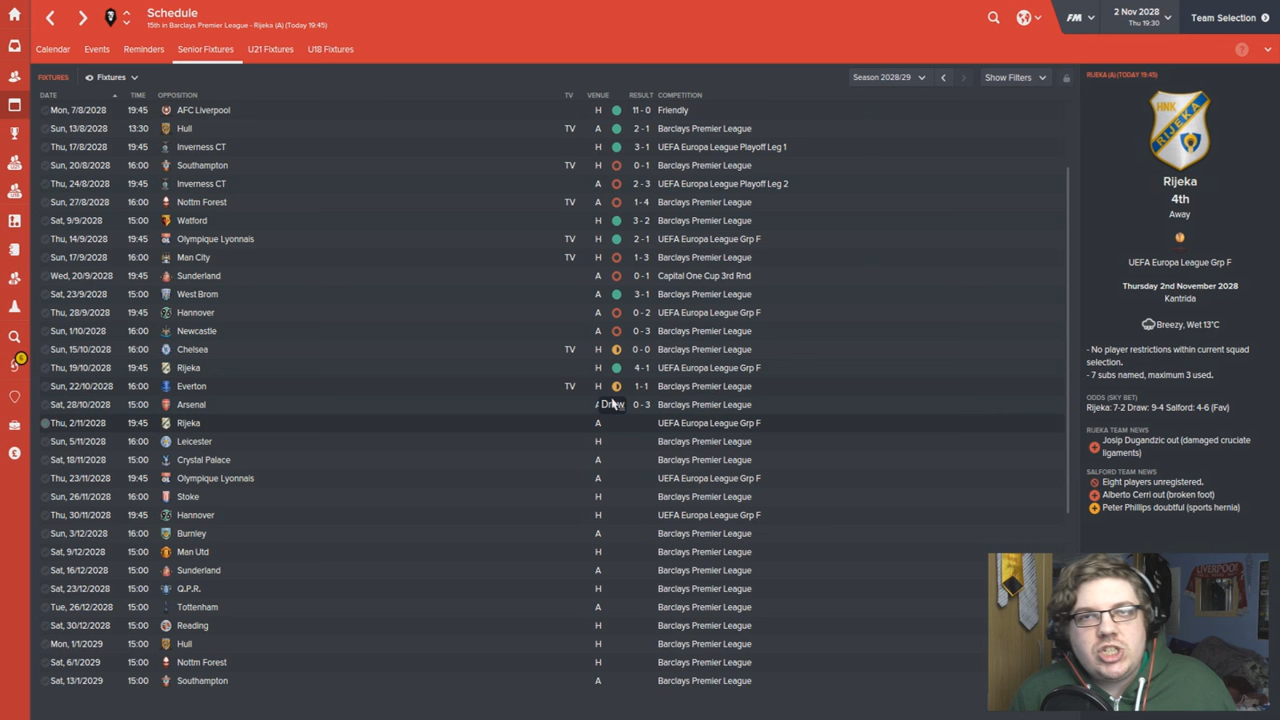 Schedule
15th in Barclays Premier League - Rijeka (A) (Today 19:45)
FM
2 Nov 2028
Thu 19:30
Team Selection
Calendar Events Reminders Senior Fixtures U21 Fixtures U18 Fixtures
FIXTURES Fixtures Season 2028/29 Show Filters
DATE TIME OPPOSITION TV VENUE RESULT COMPETITION
Mon, 7/8/2028 19:45 AFC Liverpool H 11 - 0 Friendly
Sun, 13/8/2028 13:30 Hull TV A 2 - 1 Barclays Premier League
Thu, 17/8/2028 19:45 Inverness CT H 3 - 1 UEFA Europa League Playoff Leg 1
Sun, 20/8/2028 16:00 Southampton TV H 0 - 1 Barclays Premier League
Thu, 24/8/2028 19:45 Inverness CT A 2 - 3 UEFA Europa League Playoff Leg 2
Sun, 27/8/2028 16:00 Nottm Forest TV A 1 - 4 Barclays Premier League
Sat, 9/9/2028 15:00 Watford H 3 - 2 Barclays Premier League
Thu, 14/9/2028 19:45 Olympique Lyonnais TV H 2 - 1 UEFA Europa League Grp F
Sun, 17/9/2028 16:00 Man City TV H 1 - 3 Barclays Premier League
Wed, 20/9/2028 19:45 Sunderland A 0 - 1 Capital One Cup 3rd Rnd
Sat, 23/9/2028 15:00 West Brom A 3 - 1 Barclays Premier League
Thu, 28/9/2028 19:45 Hannover A 0 - 2 UEFA Europa League Grp F
Sun, 1/10/2028 16:00 Newcastle A 0 - 3 Barclays Premier League
Sun, 15/10/2028 16:00 Chelsea TV H 0 - 0 Barclays Premier League
Thu, 19/10/2028 19:45 Rijeka H 4 - 1 UEFA Europa League Grp F
Sun, 22/10/2028 16:00 Everton TV H 1 - 1 Barclays Premier League
Sat, 28/10/2028 15:00 Arsenal A Draw 0 - 3 Barclays Premier League
Thu, 2/11/2028 19:45 Rijeka A UEFA Europa League Grp F
Sun, 5/11/2028 16:00 Leicester H Barclays Premier League
Sat, 18/11/2028 15:00 Crystal Palace A Barclays Premier League
Thu, 23/11/2028 19:45 Olympique Lyonnais A UEFA Europa League Grp F
Sun, 26/11/2028 16:00 Stoke H Barclays Premier League
Thu, 30/11/2028 19:45 Hannover H UEFA Europa League Grp F
Sun, 3/12/2028 16:00 Burnley A Barclays Premier League
Sat, 9/12/2028 15:00 Man Utd H Barclays Premier League
Sat, 16/12/2028 15:00 Sunderland A Barclays Premier League
Sat, 23/12/2028 15:00 Q.P.R. H Barclays Premier League
Tue, 26/12/2028 15:00 Tottenham A Barclays Premier League
Sat, 30/12/2028 15:00 Reading H Barclays Premier League
Mon, 1/1/2029 15:00 Hull H Barclays Premier League
Sat, 6/1/2029 15:00 Nottm Forest H Barclays Premier League
Sat, 13/1/2029 15:00 Southampton A Barclays Premier League
RIJEKA (A) (TODAY 19:45)
HNK
RIJEKA
Rijeka
4th
Away
UEFA Europa League Grp F
Thursday 2nd November 2028
Kantrida
Breezy, Wet 13°C
- No player restrictions within current squad
selection.
- 7 subs named, maximum 3 used.
ODDS (SKY BET)
Rijeka: 7-2 Draw: 9-4 Salford: 4-6 (Fav)
RIJEKA TEAM NEWS
Josip Dugandzic out (damaged cruciate
ligaments)
SALFORD TEAM NEWS
Eight players unregistered.
Alberto Cerri out (broken foot)
Peter Phillips doubtful (sports hernia)
LIVERPOOL